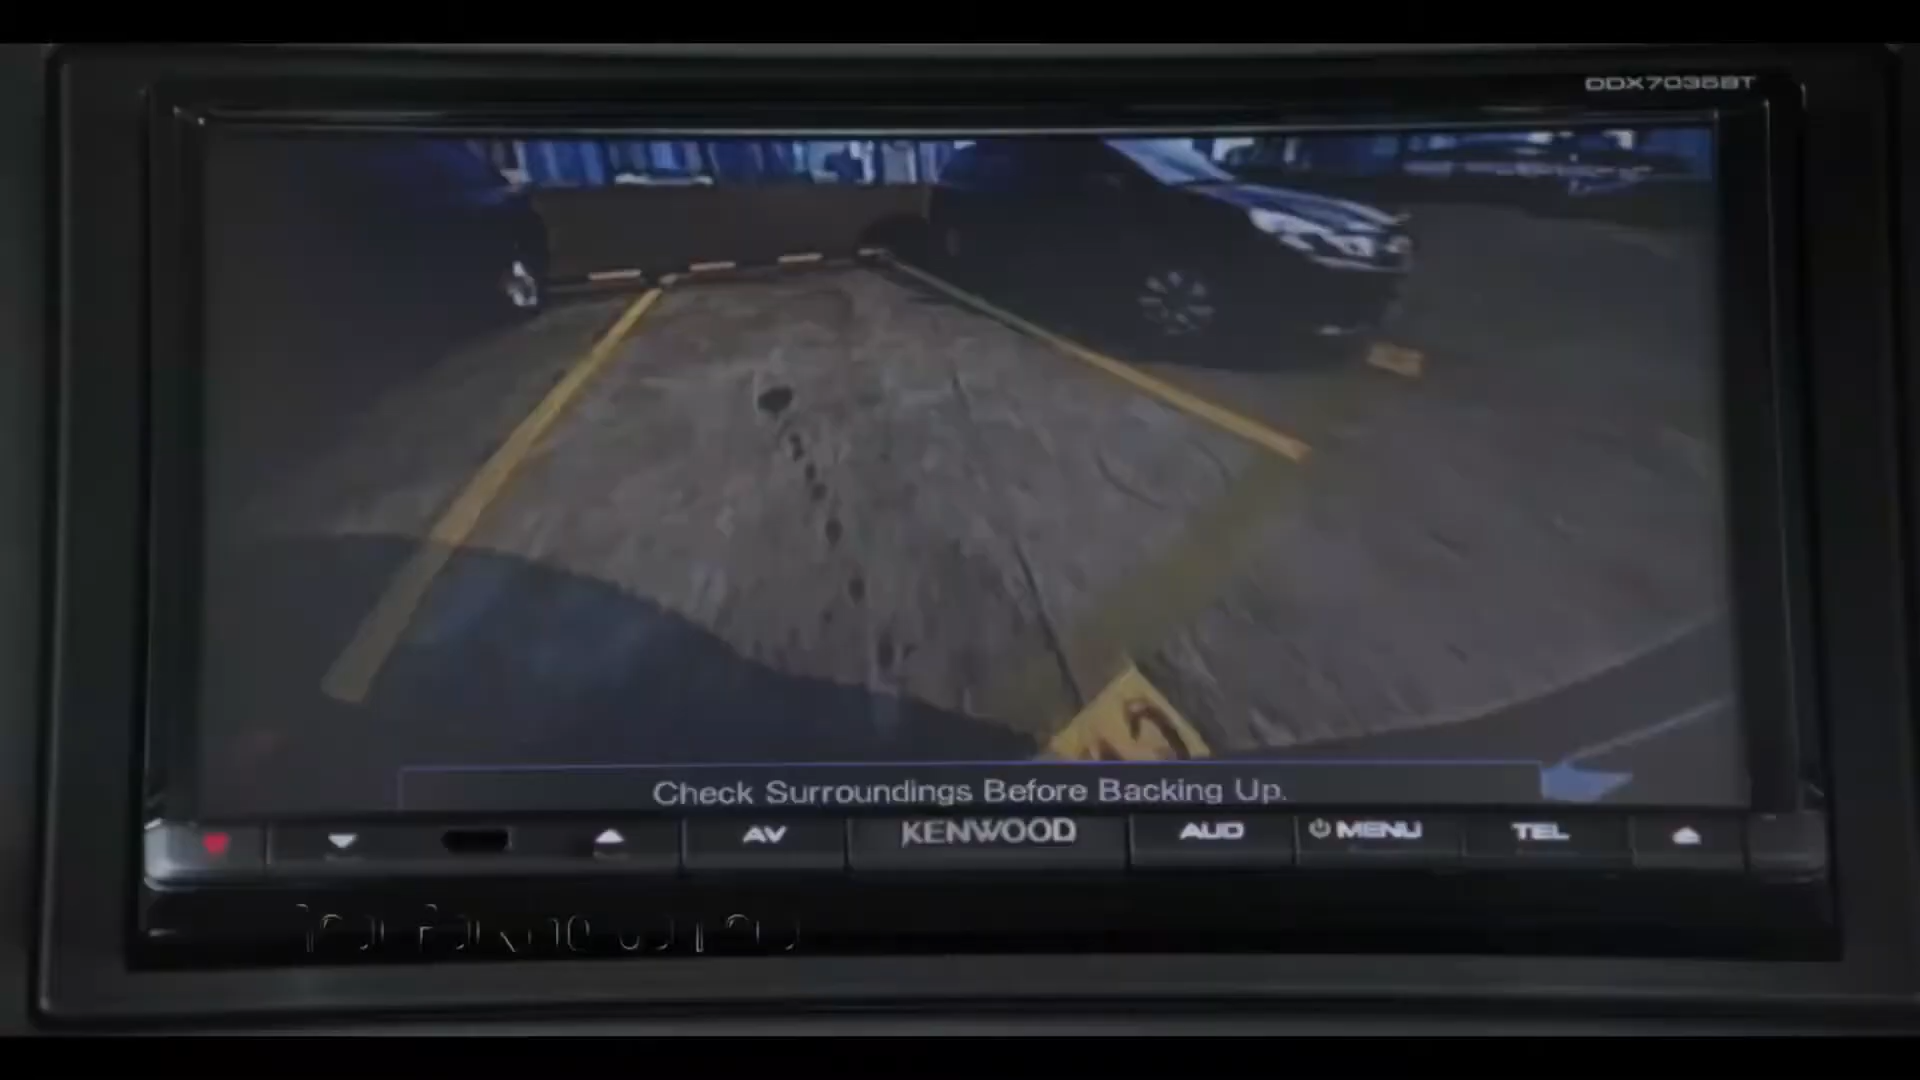 DDX7035BT
Check Surroundings Before Backing Up.
AV
KENWOOD
AUD
MENU
TEL